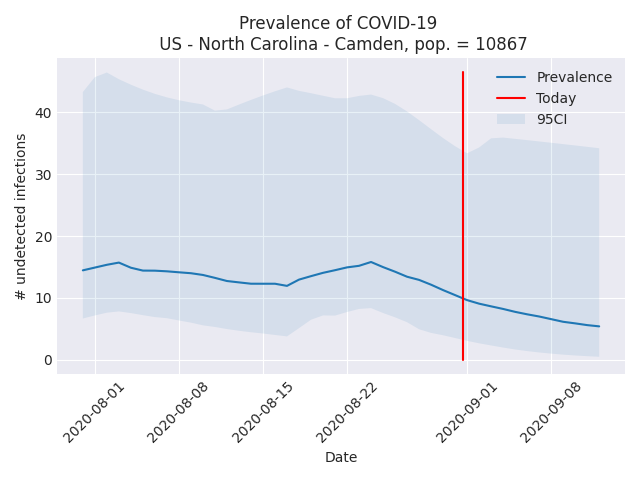 Prevalence of COVID-19
US - North Carolina - Camden, pop. = 10867
Prevalence
Today
95CI
# undetected infections
40
30
20
10
0
2020-08-01
2020-08-08
2020-08-15
2020-08-22
2020-09-01
2020-09-08
Date